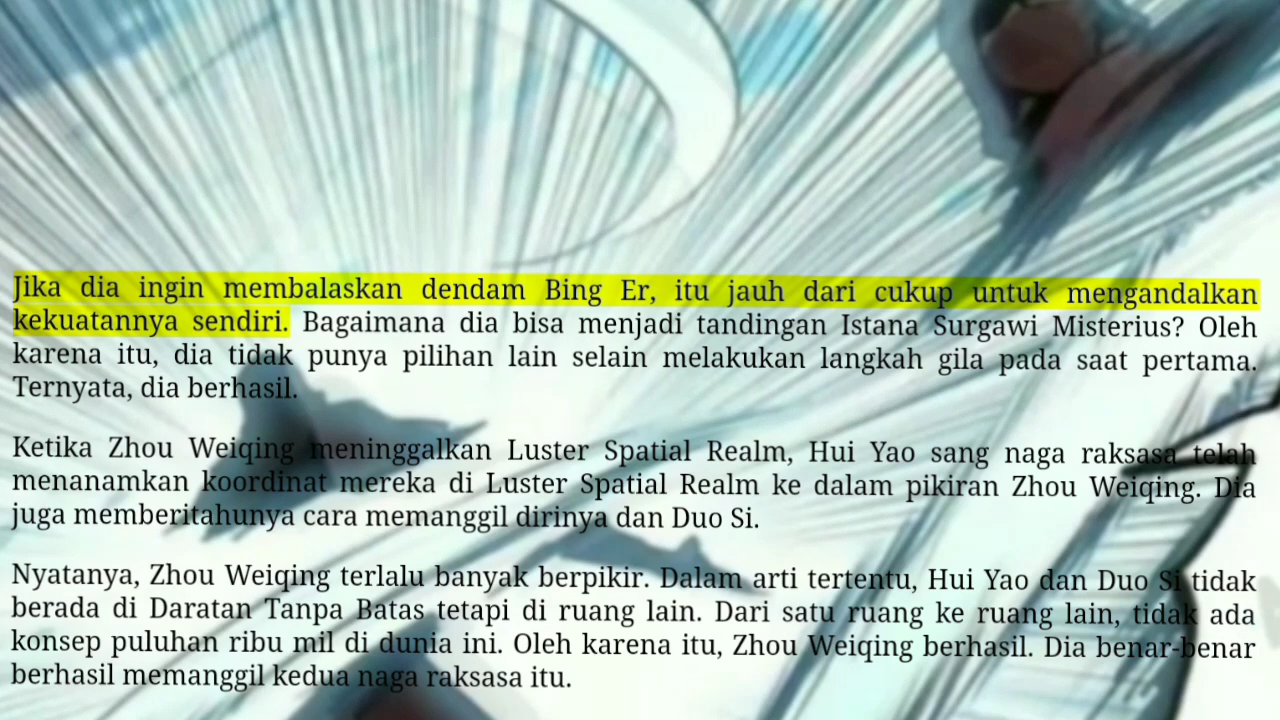 Jika dia ingin membalaskan dendam Bing Er, itu jauh dari cukup untuk mengandalkan
kekuatannya sendiri. Bagaimana dia bisa menjadi tandingan Istana Surgawi Misterius? Oleh
karena itu, dia tidak punya pilihan lain selain melakukan langkah gila pada saat pertama.
Ternyata, dia berhasil.
Ketika Zhou Weiqing meninggalkan Luster Spatial Realm, Hui Yao sang naga raksasa telah
menanamkan koordinat mereka di Luster Spatial Realm ke dalam pikiran Zhou Weiqing. Dia
juga memberitahunya cara memanggil dirinya dan Duo Si.
Nyatanya, Zhou Weiqing terlalu banyak berpikir. Dalam arti tertentu, Hui Yao dan Duo Si tidak
berada di Daratan Tanpa Batas tetapi di ruang lain. Dari satu ruang ke ruang lain, tidak ada
konsep puluhan ribu mil di dunia ini. Oleh karena itu, Zhou Weiqing berhasil. Dia benar-benar
berhasil memanggil kedua naga raksasa itu.